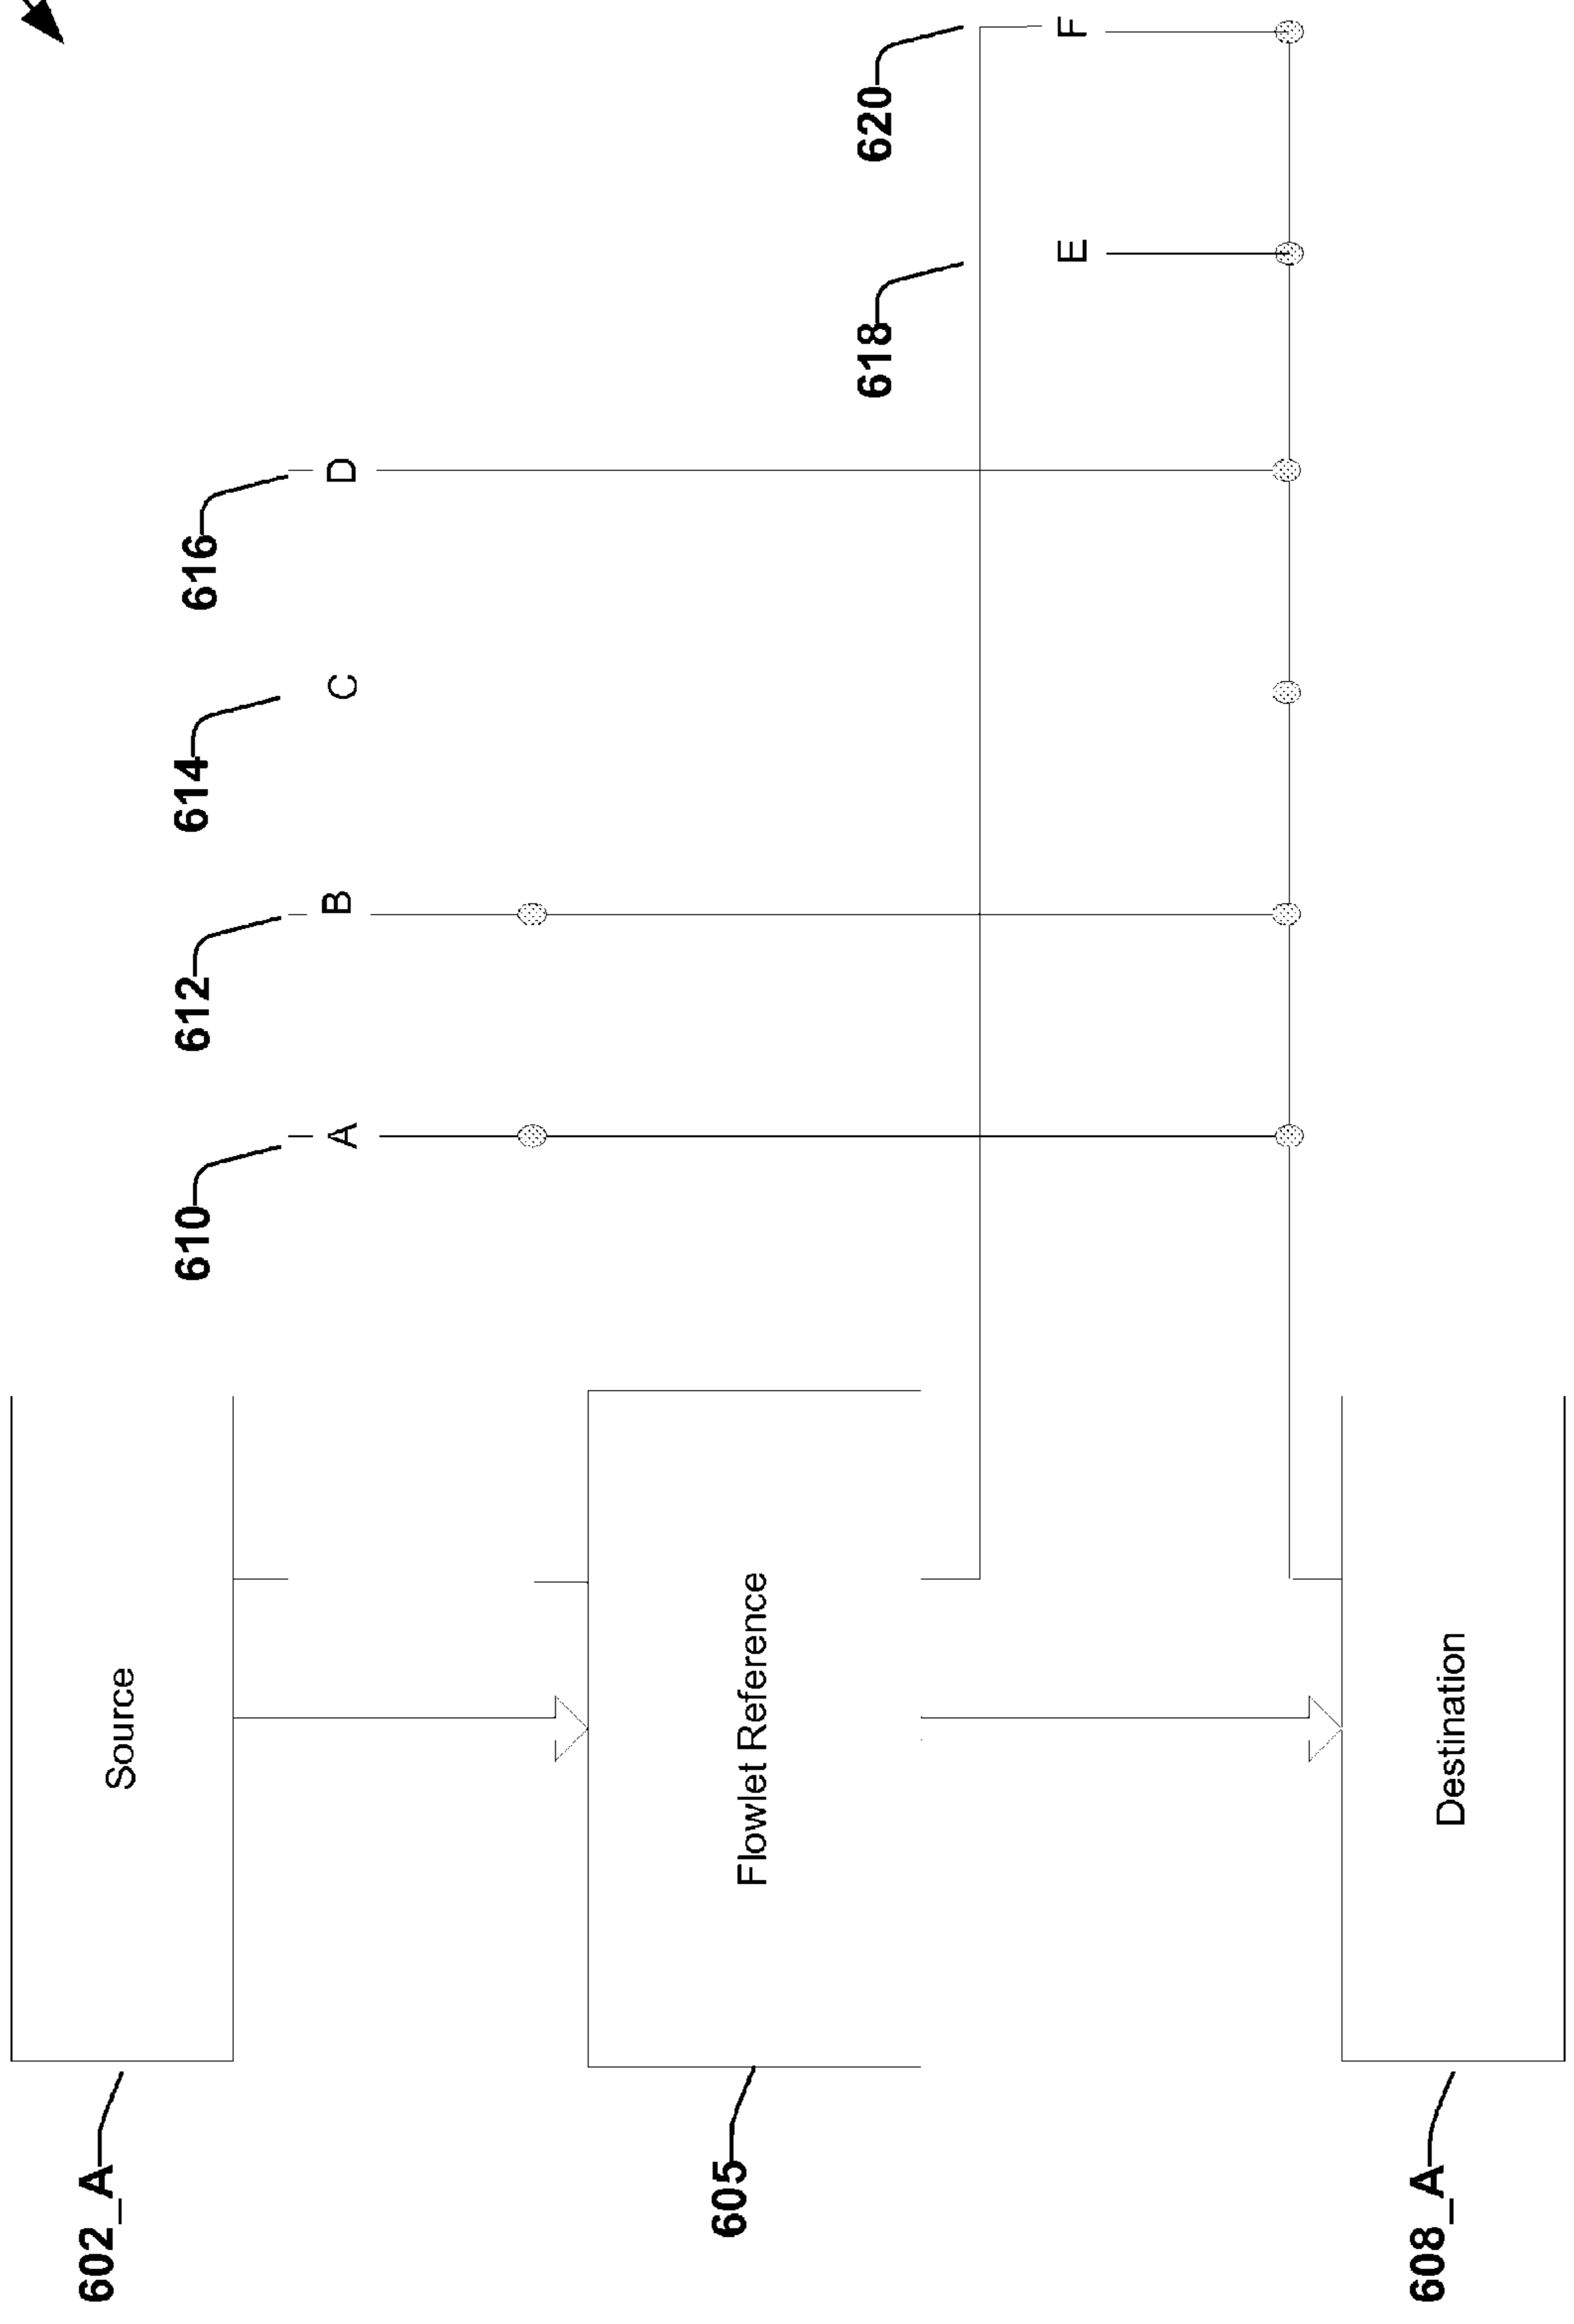 602_A
Source
610
A
612
B
614
C
616
D
605
Flowlet Reference
618
E
620
F
608_A
Destination